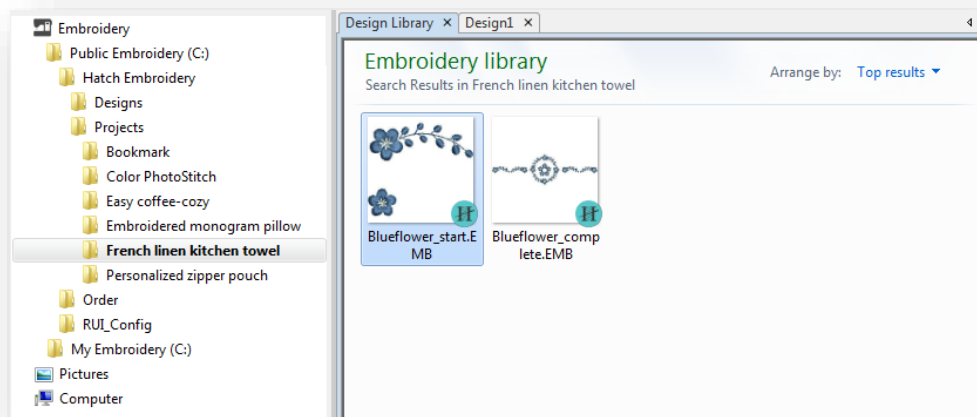 Embroidery
Public Embroidery (C:)
Hatch Embroidery
Designs
Projects
Bookmark
Color PhotoStitch
Easy coffee-cozy
Embroidered monogram pillow
French linen kitchen towel
Personalized zipper pouch
Order
RUI_Config
My Embroidery (C:)
Pictures
Computer
Design Library × Design1 ×
Embroidery library
Search Results in French linen kitchen towel
Arrange by: Top results
H
Blueflower_start.E
MB
H
Blueflower_comp
lete.EMB